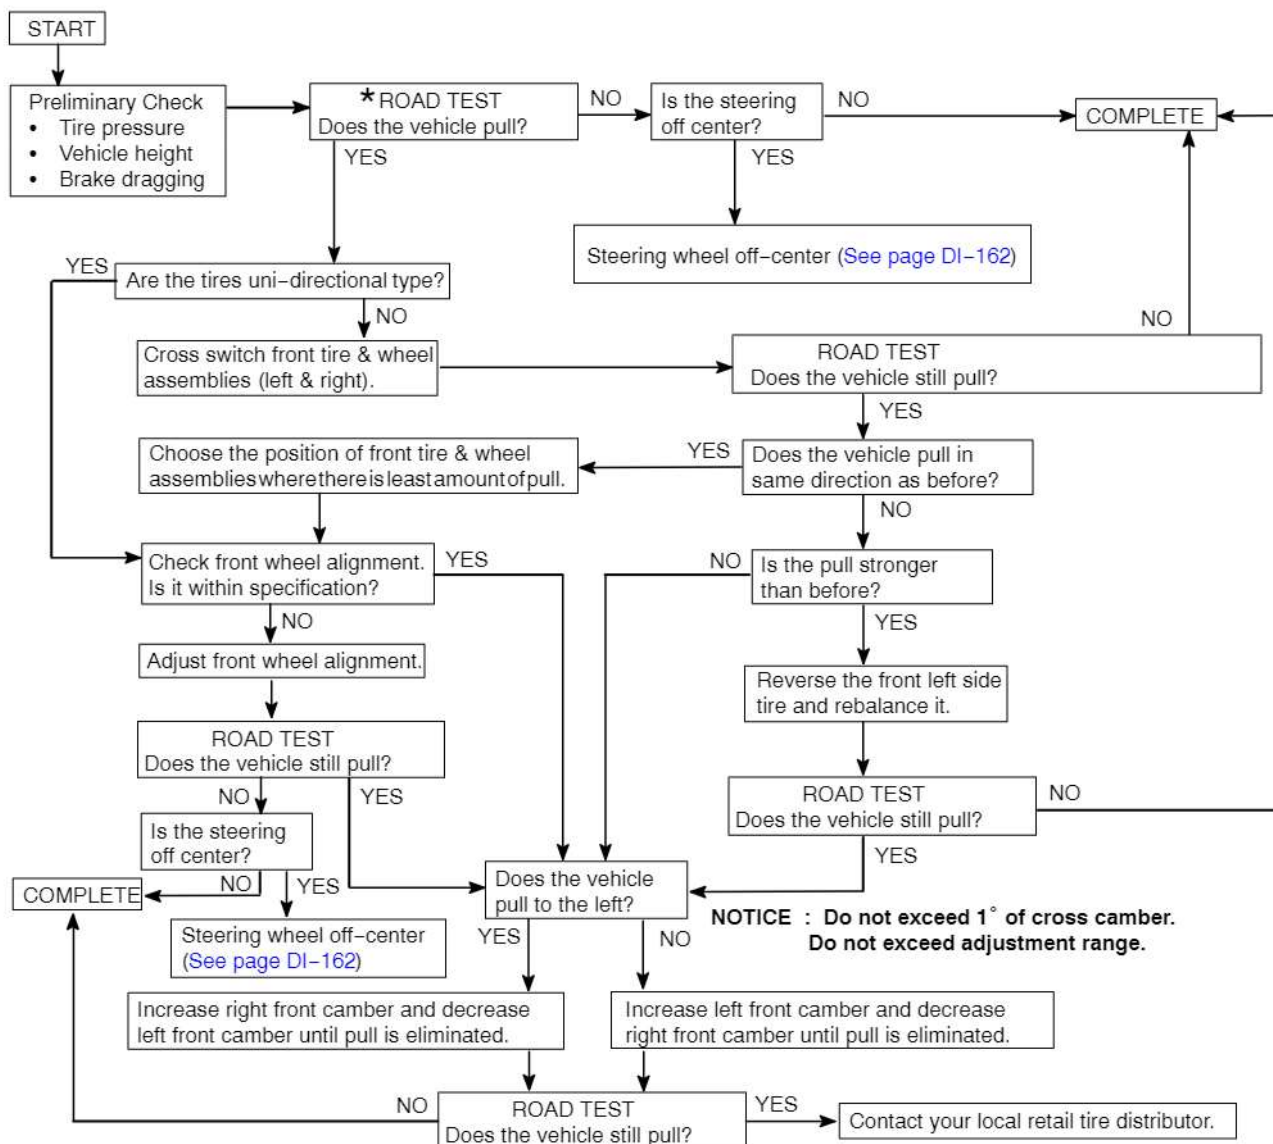 START
Preliminary Check
• Tire pressure
• Vehicle height
• Brake dragging
*ROAD TEST
Does the vehicle pull?
NO
YES
Is the steering
off center?
NO
YES
COMPLETE
Steering wheel off-center (See page DI-162)
YES
Are the tires uni-directional type?
NO
Cross switch front tire & wheel
assemblies (left & right).
NO
ROAD TEST
Does the vehicle still pull?
YES
Choose the position of front tire & wheel
assemblies where there is least amount of pull.
YES
Does the vehicle pull in
same direction as before?
NO
Check front wheel alignment.
Is it within specification?
YES
NO
NO
Is the pull stronger
than before?
YES
Adjust front wheel alignment.
Reverse the front left side
tire and rebalance it.
ROAD TEST
Does the vehicle still pull?
NO
YES
ROAD TEST
Does the vehicle still pull?
NO
YES
Is the steering
off center?
NO
YES
COMPLETE
Steering wheel off-center
(See page DI-162)
Does the vehicle
pull to the left?
YES
NO
NOTICE : Do not exceed 1° of cross camber.
Do not exceed adjustment range.
Increase right front camber and decrease
left front camber until pull is eliminated.
Increase left front camber and decrease
right front camber until pull is eliminated.
NO
ROAD TEST
Does the vehicle still pull?
YES
Contact your local retail tire distributor.